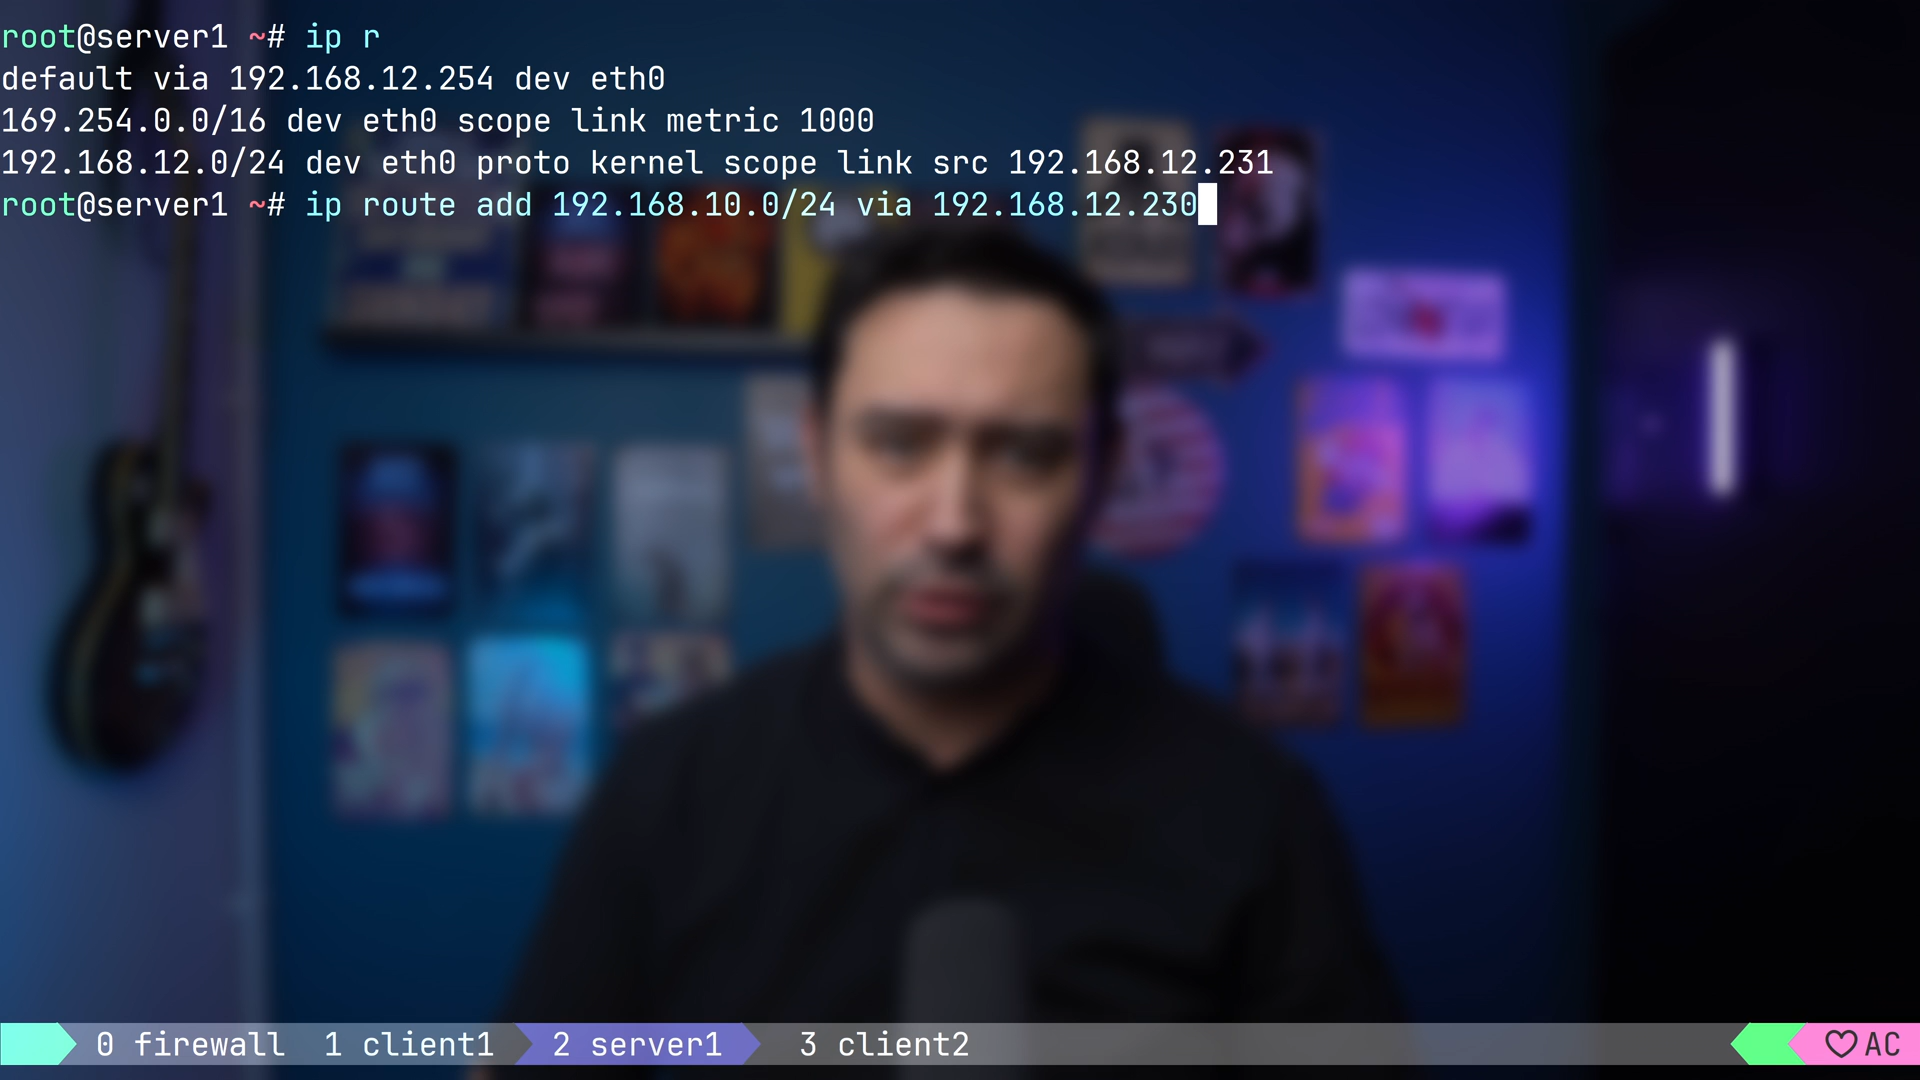 root@server1 ~# ip r
default via 192.168.12.254 dev eth0
169.254.0.0/16 dev eth0 scope link metric 1000
192.168.12.0/24 dev eth0 proto kernel scope link src 192.168.12.231
root@server1 ~# ip route add 192.168.10.0/24 via 192.168.12.230
0 firewall 1 client1 2 server1 3 client2 ♡ AC